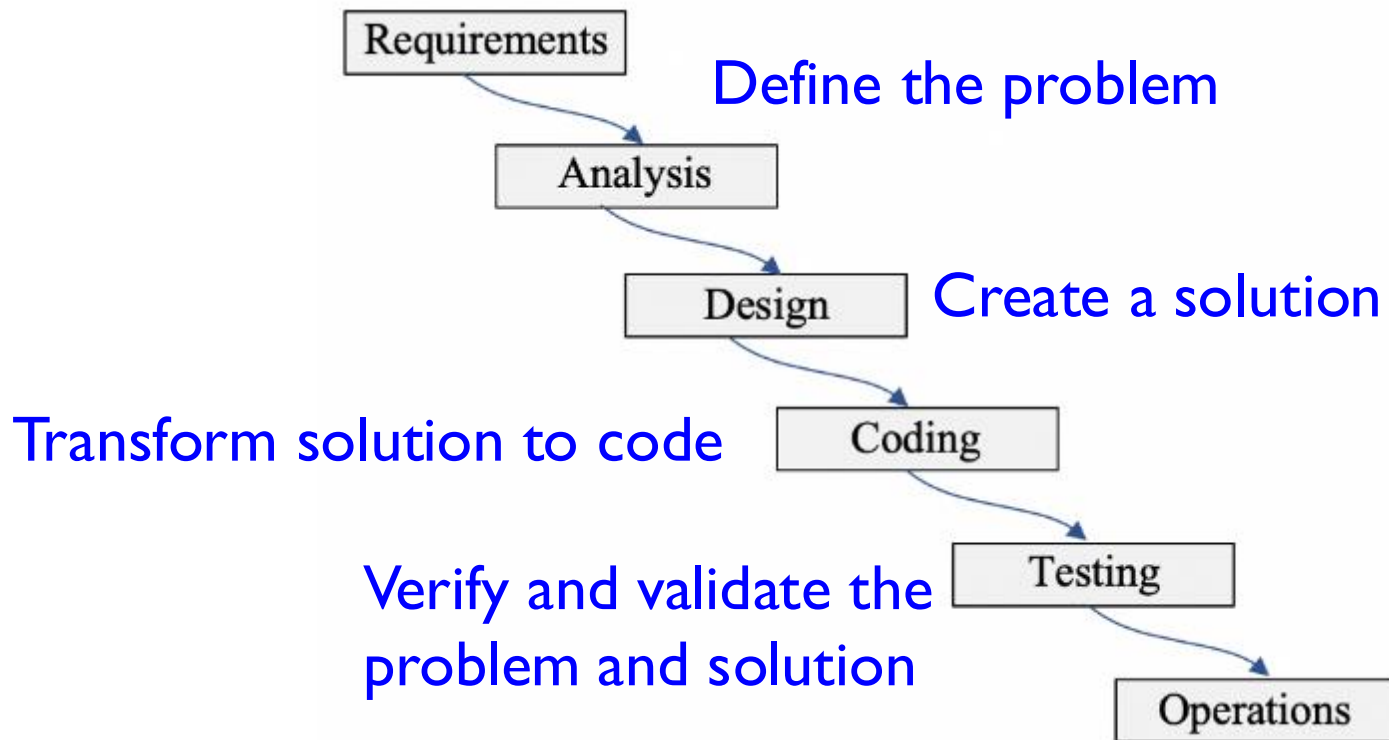 Requirements
Define the problem
Analysis
Design
Create a solution
Transform solution to code
Coding
Testing
Verify and validate the
problem and solution
Operations